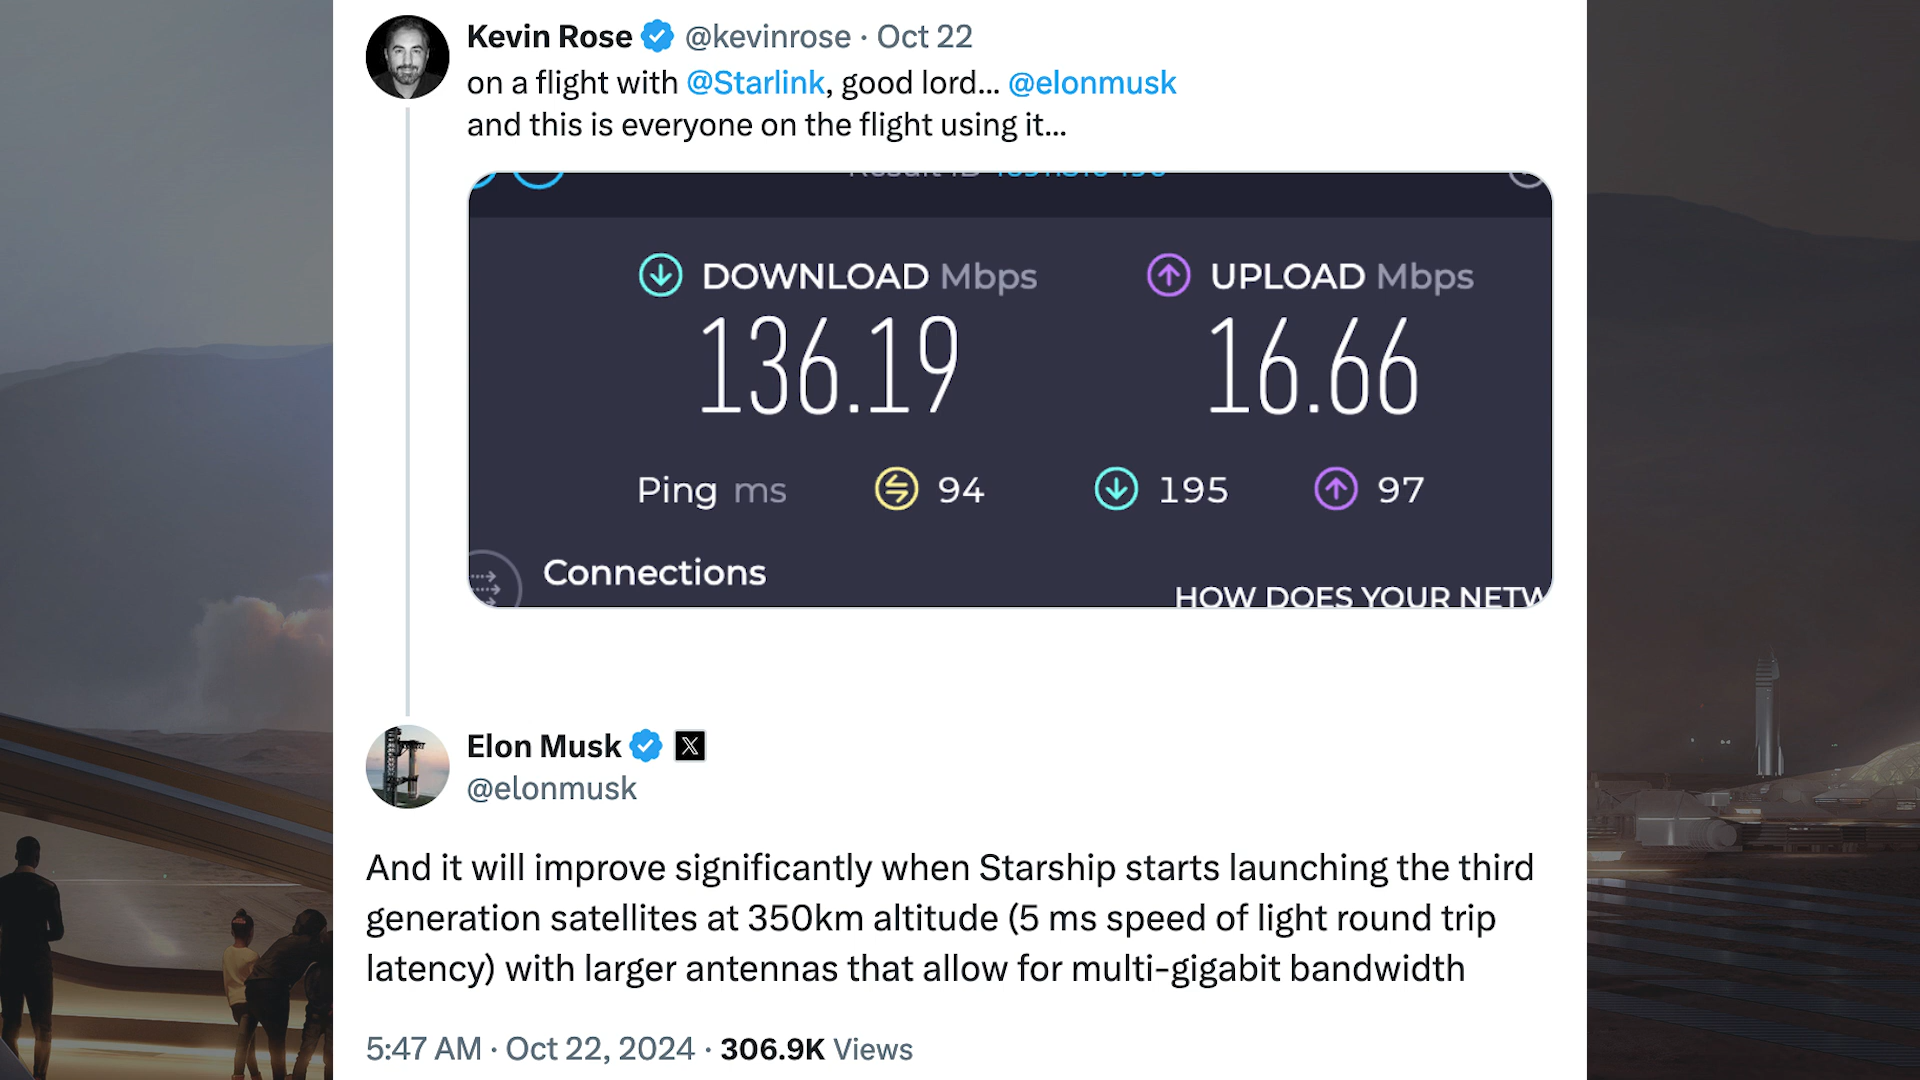 Kevin Rose @kevinrose · Oct 22
on a flight with @Starlink, good lord... @elonmusk
and this is everyone on the flight using it...
Result ID
DOWNLOAD Mbps
UPLOAD Mbps
136.19
16.66
Ping ms 94 195 97
Connections
HOW DOES YOUR NETW
Elon Musk
@elonmusk
And it will improve significantly when Starship starts launching the third
generation satellites at 350km altitude (5 ms speed of light round trip
latency) with larger antennas that allow for multi-gigabit bandwidth
5:47 AM · Oct 22, 2024 · 306.9K Views